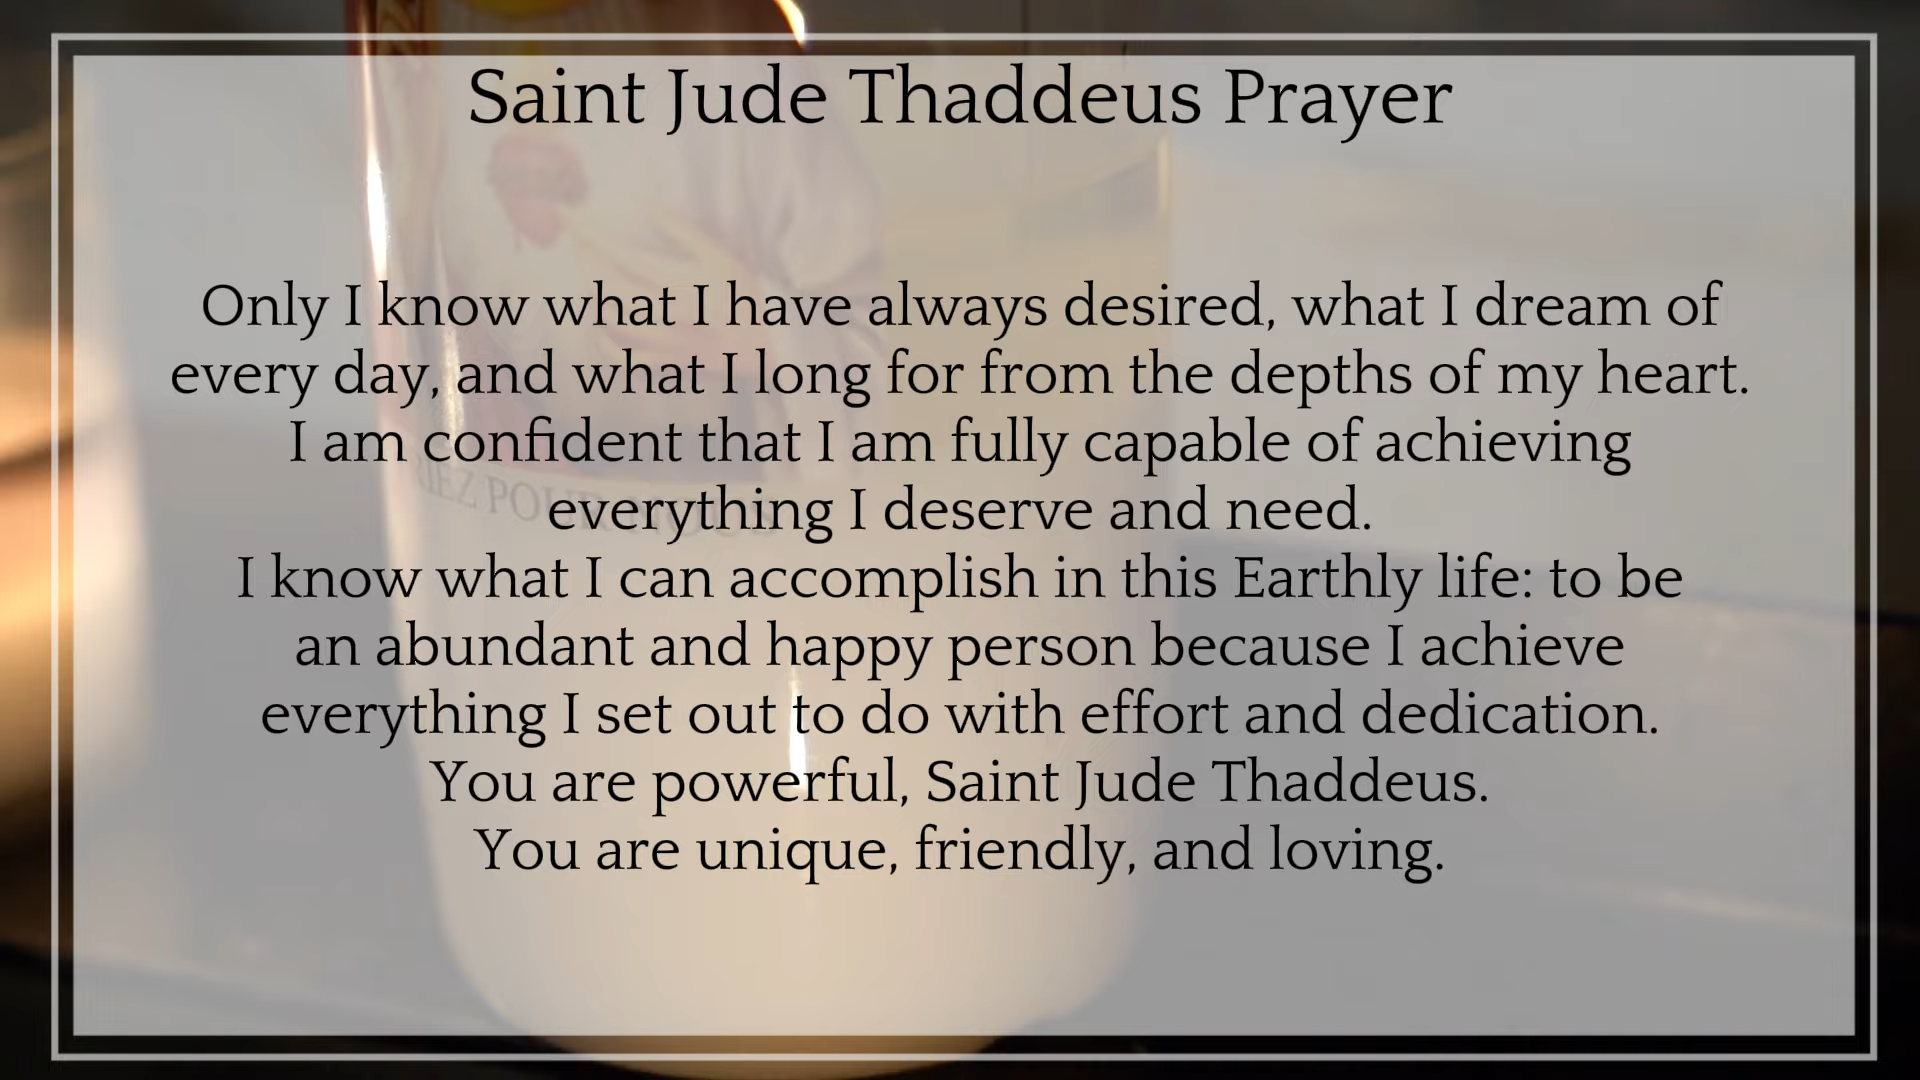 Saint Jude Thaddeus Prayer
Only I know what I have always desired, what I dream of
every day, and what I long for from the depths of my heart.
I am confident that I am fully capable of achieving
everything I deserve and need.
I know what I can accomplish in this Earthly life: to be
an abundant and happy person because I achieve
everything I set out to do with effort and dedication.
You are powerful, Saint Jude Thaddeus.
You are unique, friendly, and loving.
POUR NOUS